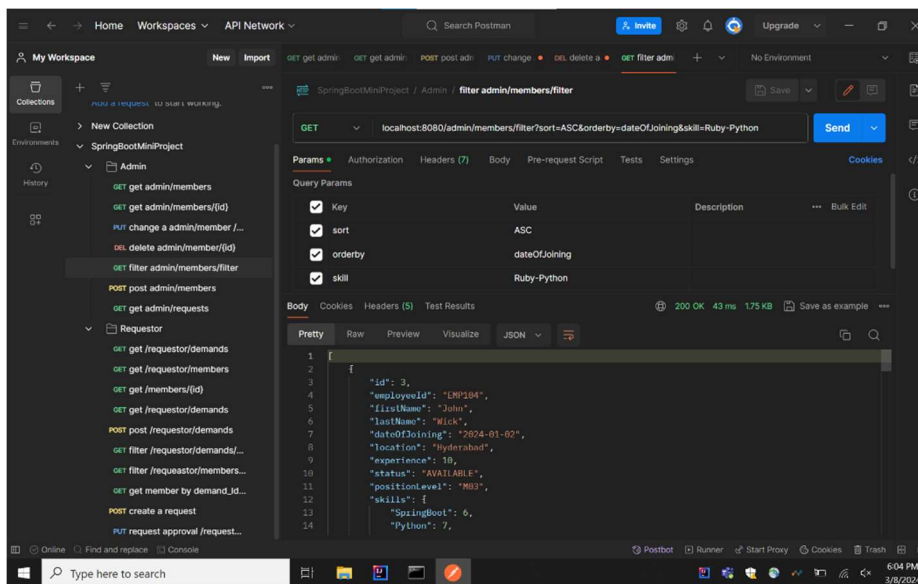 Home Workspaces API Network Search Postman Invite Upgrade
My Workspace New Import GET get admin GET get admin POST post adn PUT change DEL delete a GET filter adm No Environment
SpringBootMiniProject / Admin / filter admin/members/filter Save
Collections
Add a request to start working.
New Collection
GET localhost:8080/admin/members/filter?sort=ASC&orderby=dateOfJoining&skill=Ruby-Python Send
Environments
SpringBootMiniProject
Admin
Params Authorization Headers (7) Body Pre-request Script Tests Settings Cookies
History
GET get admin/members
Query Params
GET get admin/members/{id}
Key Value Description Bulk Edit
PUT change a admin/member /...
sort ASC
DEL delete admin/member/{id}
orderby dateOfJoining
GET filter admin/members/filter
skill Ruby-Python
POST post admin/members
GET get admin/requests
Body Cookies Headers (5) Test Results 200 OK 43 ms 1.75 KB Save as example
Requestor
Pretty Raw Preview Visualize JSON
GET get /requestor/demands
GET get /requestor/members
GET get /members/{id}
GET get /requestor/demands
POST post /requestor/demands
GET filter /requestor/demands/...
GET filter /requeastor/members...
GET get member by demand_Id...
POST create a request
PUT request approval /request...
1 [
2 {
3 "id": 3,
4 "employeeId": "EMP104",
5 "firstName": "John",
6 "lastName": "Wick",
7 "dateOfJoining": "2024-01-02",
8 "location": "Hyderabad",
9 "experience": 10,
10 "status": "AVAILABLE",
11 "positionLevel": "M03",
12 "skills": {
13 "SpringBoot": 6,
14 "Python": 7,
Online Find and replace Console Postbot Runner Start Proxy Cookies Trash
Type here to search
6:04 PM
3/8/2024